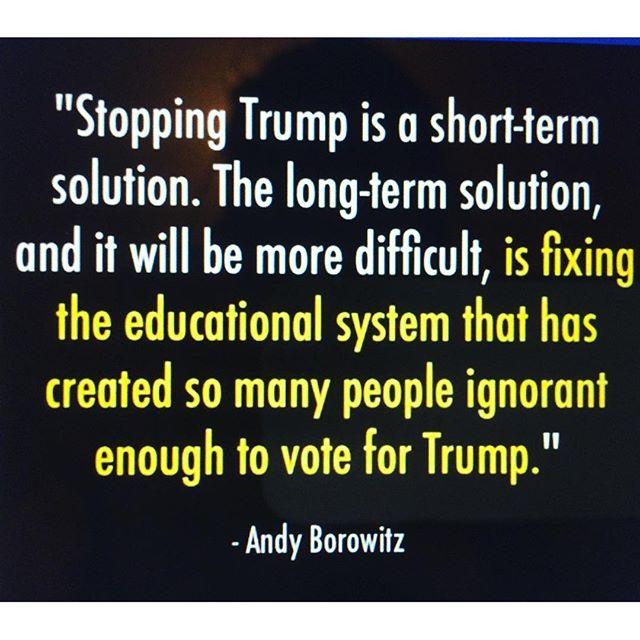 "Stopping Trump is a short-term
solution. The long-term solution,
and it will be more difficult, is fixing
the educational system that has
created so many people ignorant
enough to vote for Trump."
- Andy Borowitz